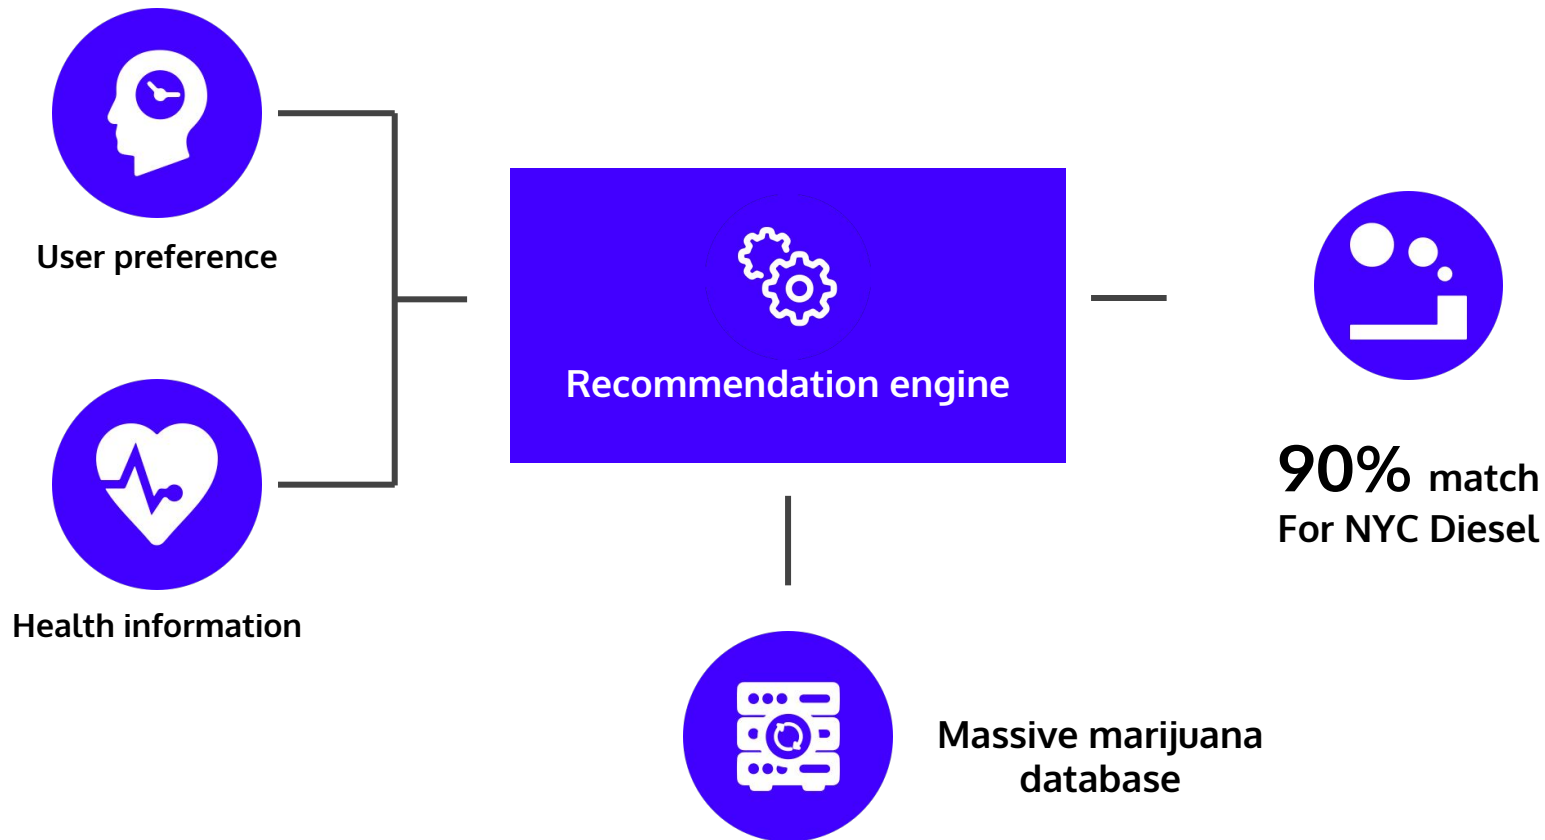 User preference
Health information
Recommendation engine
Massive marijuana
database
90% match
For NYC Diesel